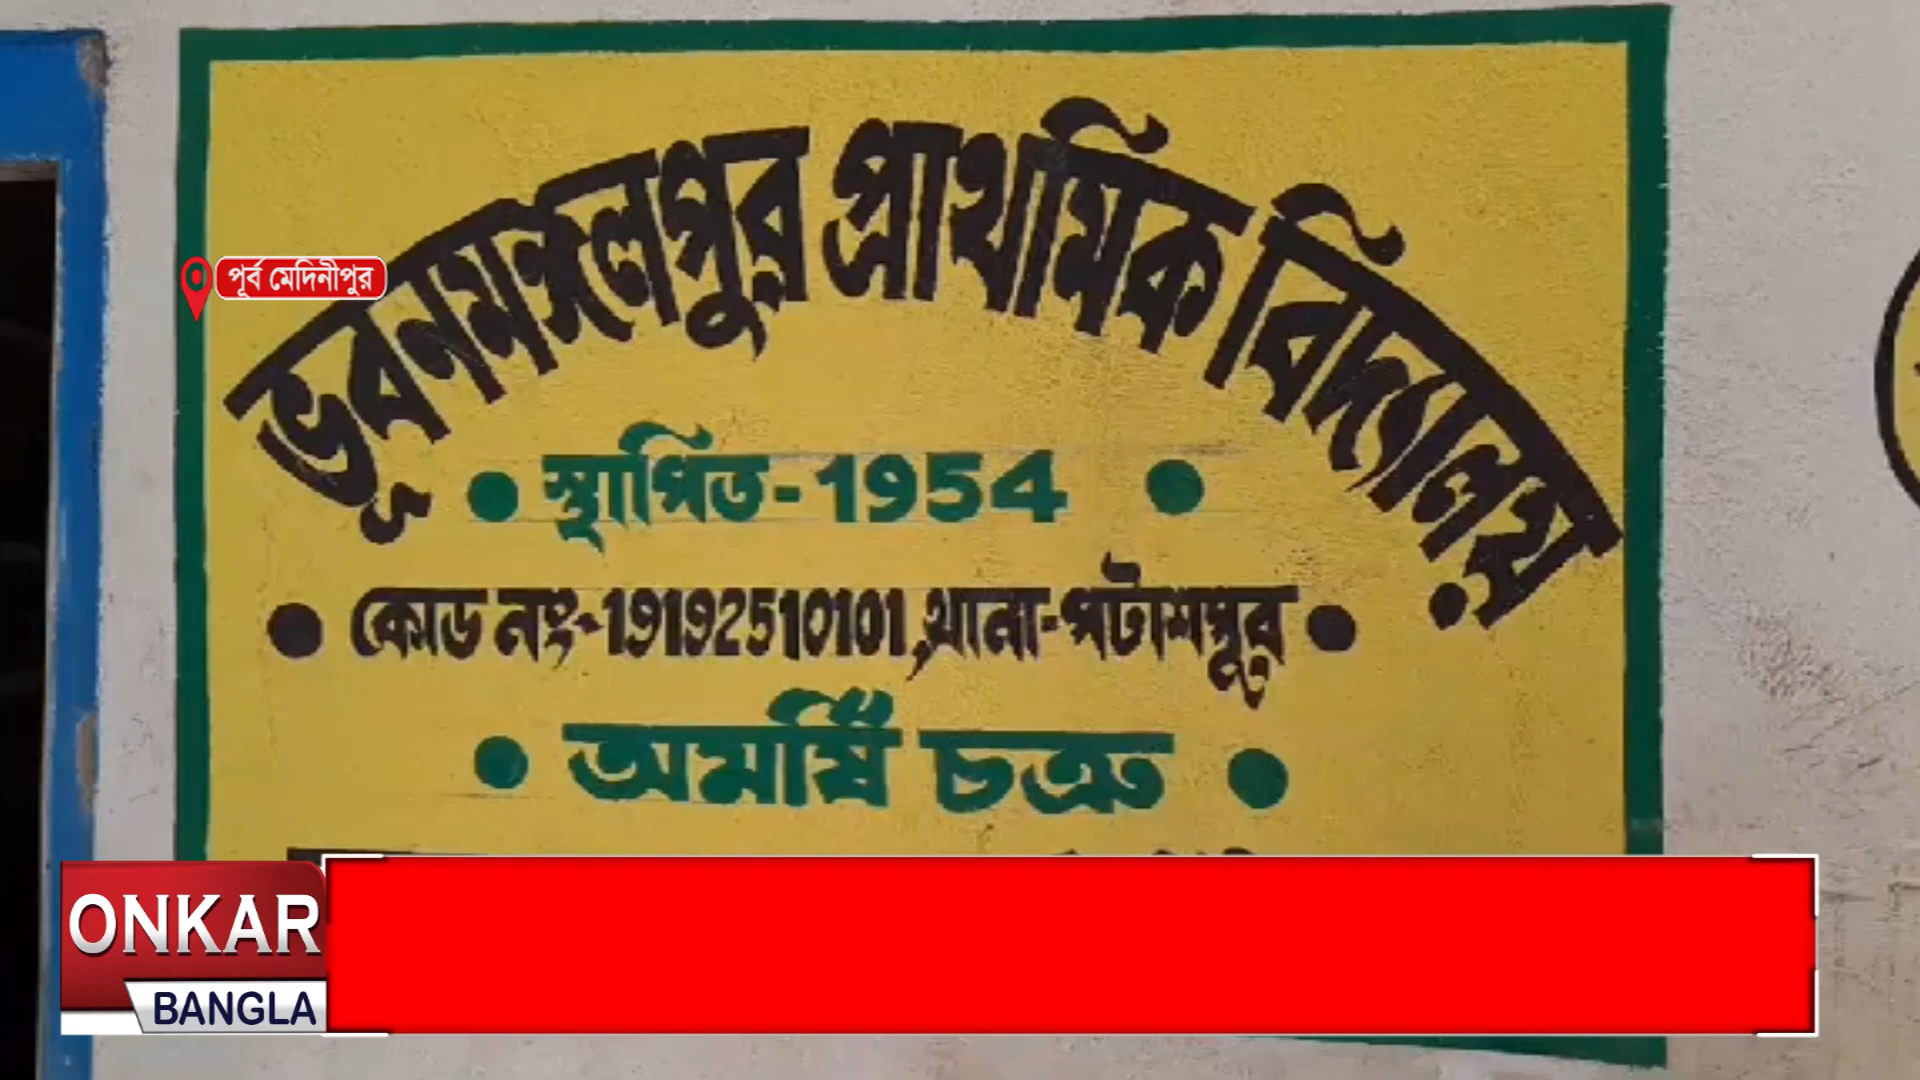 ভূবনমঙ্গলপুর প্রাথমিক বিদ্যালয়
পূর্ব মেদিনীপুর
• স্থাপিত-1954 •
• কোড নং-19192510101,থানা-পটাশপুর •
• অমর্ষি চক্র •
ONKAR
BANGLA